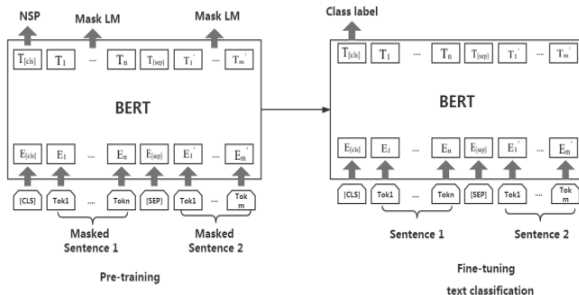 NSP Mask LM Mask LM Class label
T[cls] T1 .... Tn T[sep] T1' .... Tm' T[cls] T1 .... Tn T[sep] T1' .... Tm'
BERT BERT
E[cls] E1 .... En E[sep] E1' .... Em' E[cls] E1 .... En E[sep] E1' .... Em'
[CLS] Tok1 .... Tokn [SEP] Tok1 ... Tok m [CLS] Tok1 .... Tokn [SEP] Tok1 ... Tok m
Masked Sentence 1 Masked Sentence 2 Sentence 1 Sentence 2
Pre-training Fine-tuning
text classification